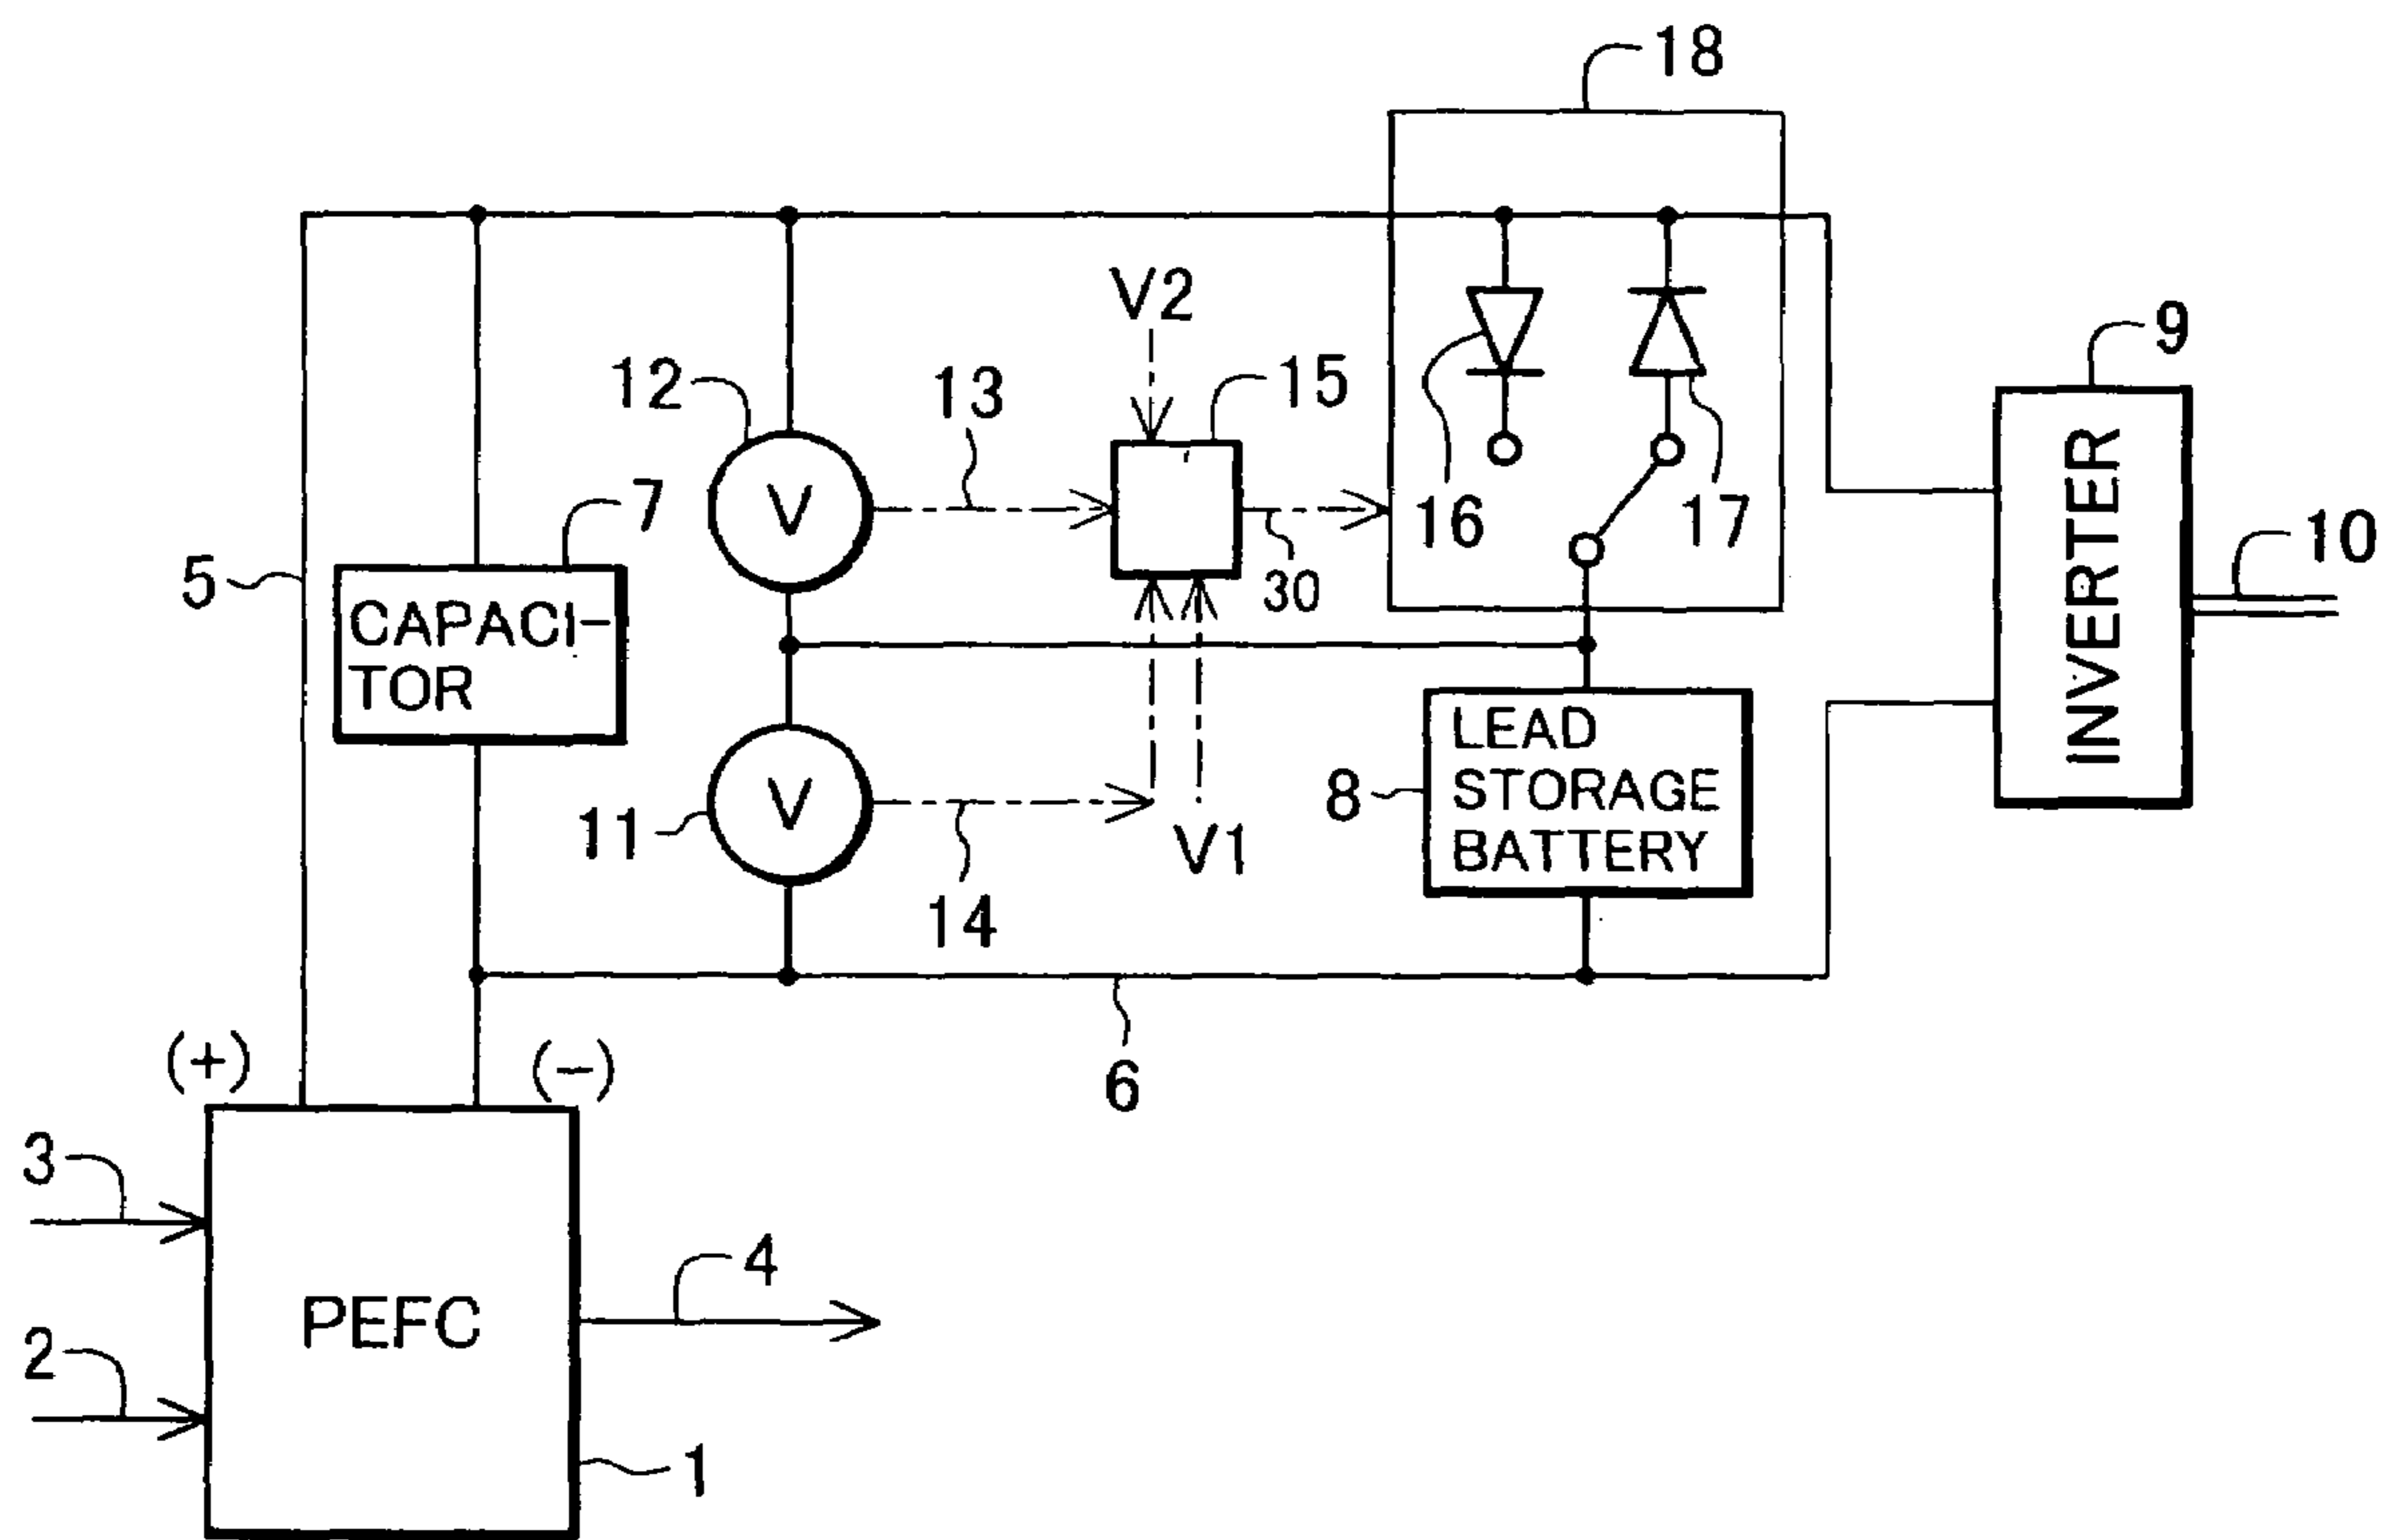 18
V2
12
13
15
9
7
16
17
10
5
CAPACI-
TOR
V
30
INVERTER
LEAD
STORAGE
BATTERY
8
11
V
V1
14
6
(+)
(-)
3
4
PEFC
2
1